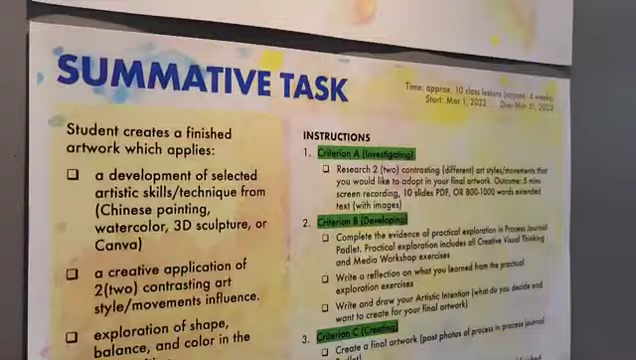 SUMMATIVE TASK
Time: approx. 10 class lessons (approx. 4 weeks)
Start: Mar 1, 2022 Due: Mar 31, 2022
Student creates a finished
artwork which applies:
a development of selected
artistic skills/technique from
(Chinese painting,
watercolor, 3D sculpture, or
Canva)
a creative application of
2(two) contrasting art
style/movements influence.
exploration of shape,
balance, and color in the
INSTRUCTIONS
1. Criterion A (Investigating)
Research 2 (two) contrasting (different) art styles/movements that
you would like to adopt in your final artwork. Outcome: 5 mins
screen recording, 10 slides PDF, OR 800-1000 words extended
text (with images)
2. Criterion B (Developing)
Complete the evidence of practical exploration in Process Journal
Padlet. Practical exploration includes all Creative Visual Thinking
and Media Workshop exercises
Write a reflection on what you learned from the practical
exploration exercises
Write and draw your Artistic Intention (what do you decide and
want to create for your final artwork)
3. Criterion C (Creating)
Create a final artwork (post photos of process in process journal